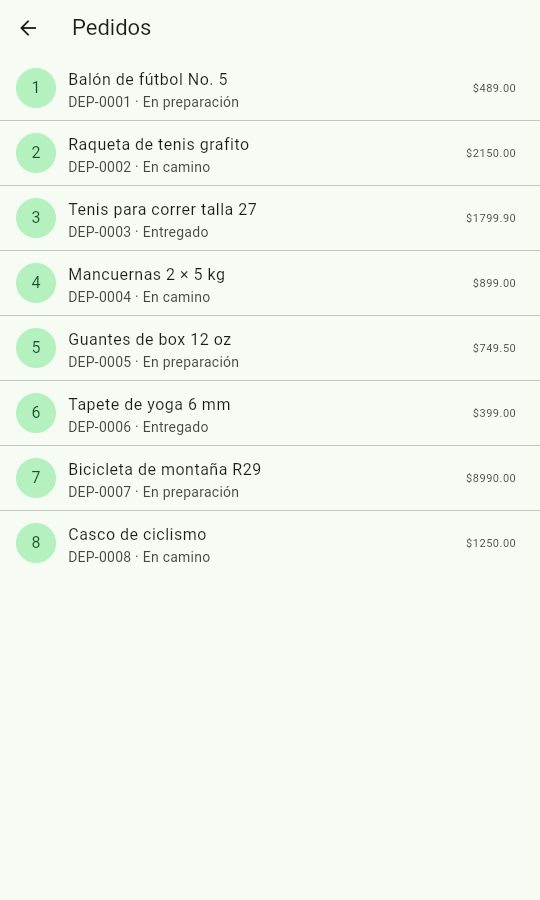 Pedidos
1
Balón de fútbol No. 5
DEP-0001 · En preparación
$489.00
2
Raqueta de tenis grafito
DEP-0002 · En camino
$2150.00
3
Tenis para correr talla 27
DEP-0003 · Entregado
$1799.90
4
Mancuernas 2 × 5 kg
DEP-0004 · En camino
$899.00
5
Guantes de box 12 oz
DEP-0005 · En preparación
$749.50
6
Tapete de yoga 6 mm
DEP-0006 · Entregado
$399.00
7
Bicicleta de montaña R29
DEP-0007 · En preparación
$8990.00
8
Casco de ciclismo
DEP-0008 · En camino
$1250.00